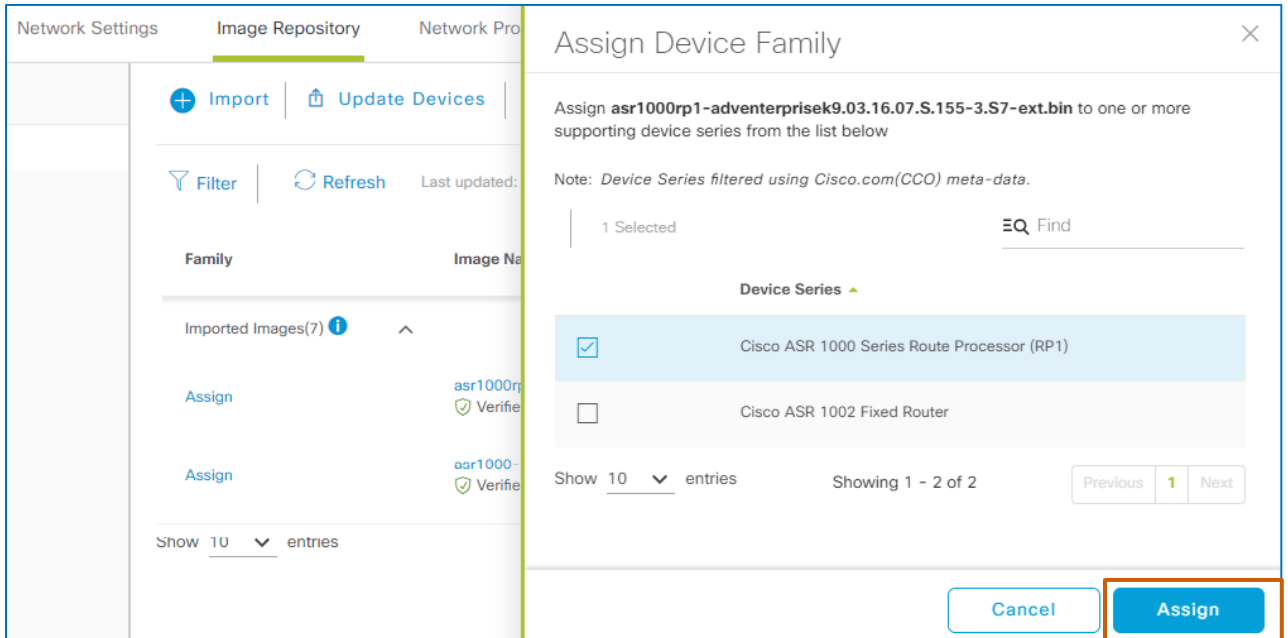 Network Settings
Image Repository
Network Pro
Import
Update Devices
Filter
Refresh
Last updated:
Family
Image Na
Imported Images(7)
Assign
asr1000rp
Verifie
Assign
asr1000-
Verifie
Show 10 entries
Assign Device Family
Assign asr1000rp1-adventerprisek9.03.16.07.S.155-3.S7-ext.bin to one or more
supporting device series from the list below
Note: Device Series filtered using Cisco.com(CCO) meta-data.
1 Selected
Find
Device Series
Cisco ASR 1000 Series Route Processor (RP1)
Cisco ASR 1002 Fixed Router
Show 10 entries
Showing 1 - 2 of 2
Previous 1 Next
Cancel
Assign